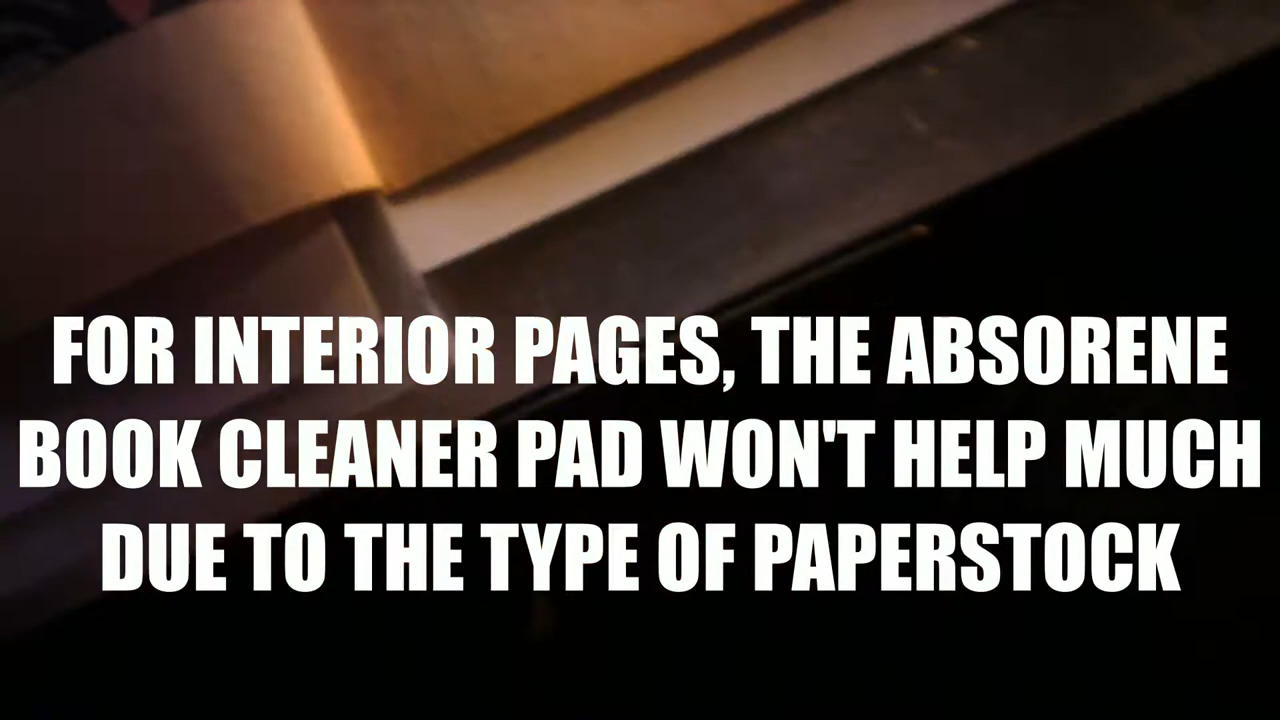 FOR INTERIOR PAGES, THE ABSORENE
BOOK CLEANER PAD WON'T HELP MUCH
DUE TO THE TYPE OF PAPERSTOCK